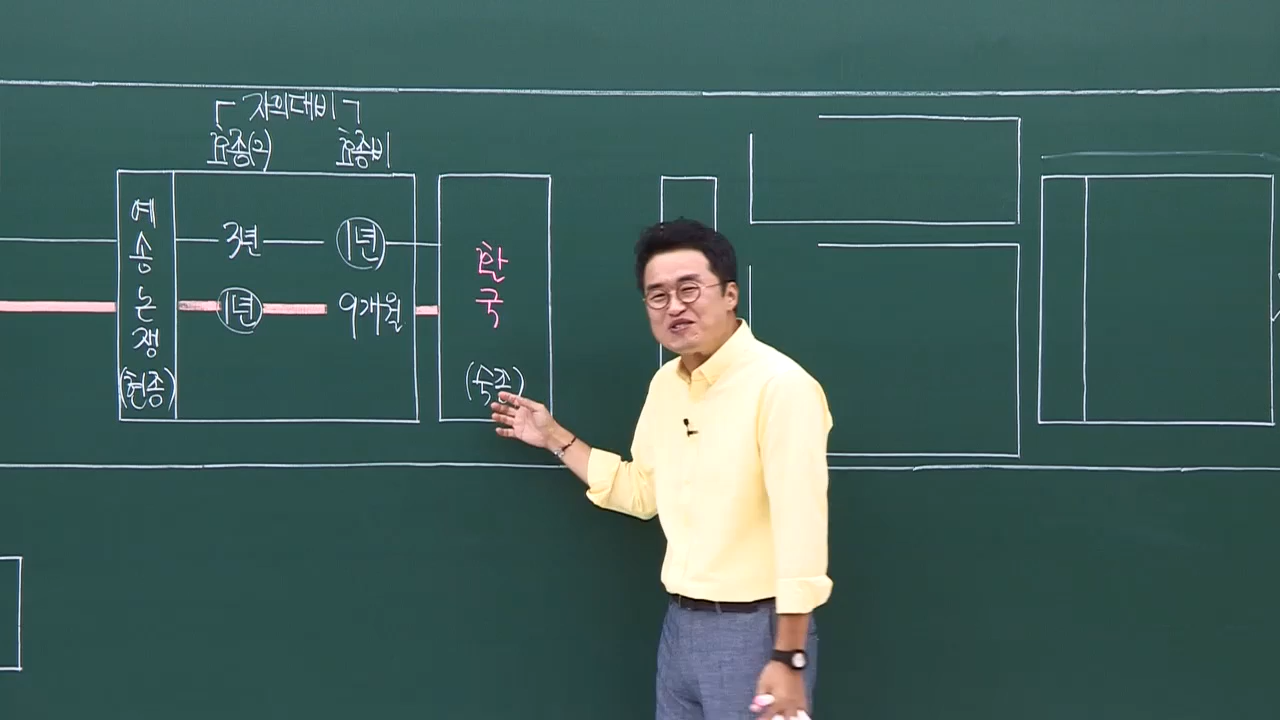 자의대비
효종(2) 효종비
예송논쟁(현종)
3년 1년
1년 9개월
환국
(숙종)